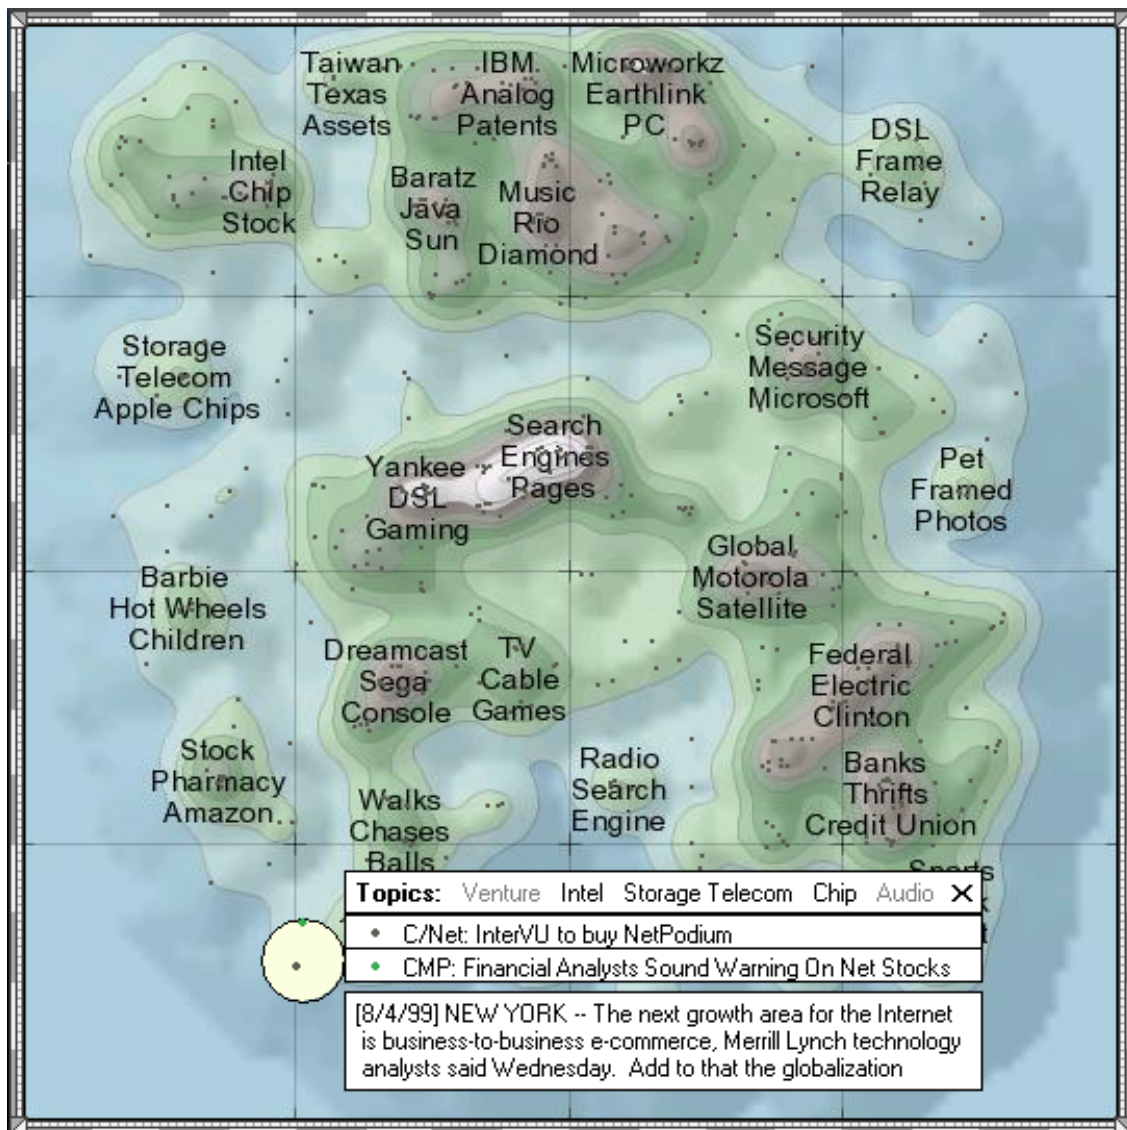 Taiwan
Texas
Assets
IBM
Analog
Patents
Microworkz
Earthlink
PC
DSL
Frame
Relay
Intel
Chip
Stock
Baratz
Java
Sun
Music
Rio
Diamond
Storage
Telecom
Apple Chips
Security
Message
Microsoft
Search
Engines
Pages
Yankee
DSL
Gaming
Pet
Framed
Photos
Global
Motorola
Satellite
Barbie
Hot Wheels
Children
Dreamcast
Sega
Console
TV
Cable
Games
Federal
Electric
Clinton
Stock
Pharmacy
Amazon
Radio
Search
Engine
Banks
Thrifts
Credit Union
Walks
Chases
Balls
Sports
Topics: Venture Intel Storage Telecom Chip Audio X
C/Net: InterVU to buy NetPodium
CMP: Financial Analysts Sound Warning On Net Stocks
[8/4/99] NEW YORK -- The next growth area for the Internet
is business-to-business e-commerce, Merrill Lynch technology
analysts said Wednesday. Add to that the globalization